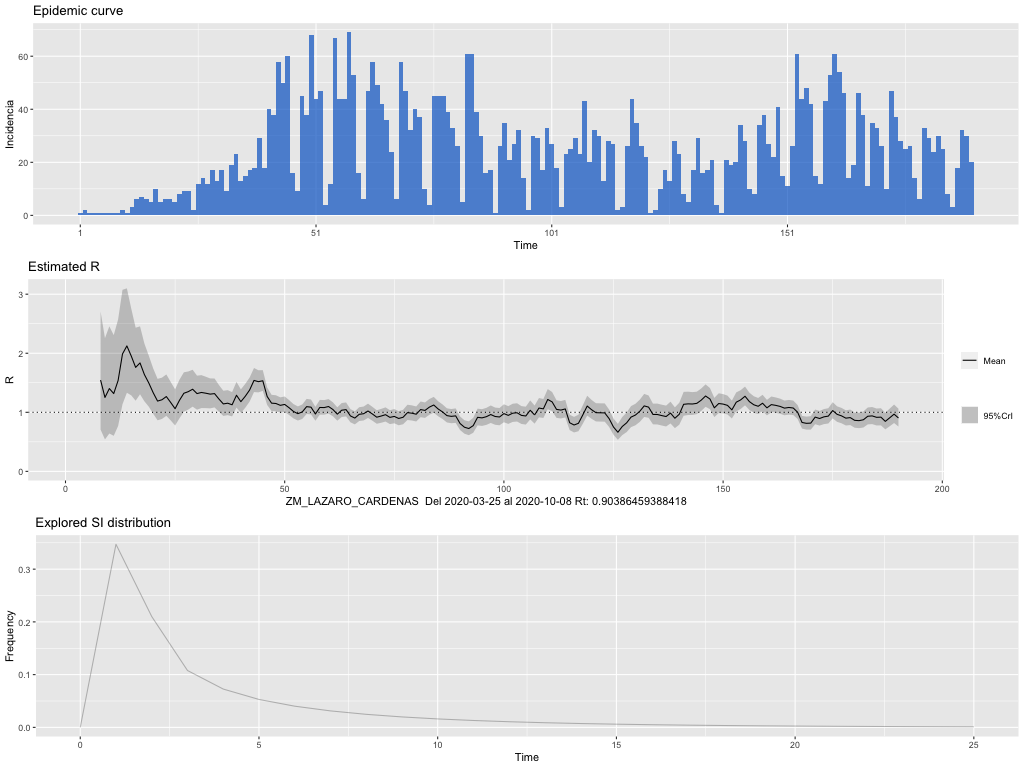 Epidemic curve
60
40
20
0
Incidencia
1
51
101
151
Time
Estimated R
3
2
1
0
R
0
50
100
150
200
Mean
95%CrI
ZM_LAZARO_CARDENAS Del 2020-03-25 al 2020-10-08 Rt: 0.90386459388418
Explored SI distribution
0.3
0.2
0.1
0.0
Frequency
0
5
10
15
20
25
Time